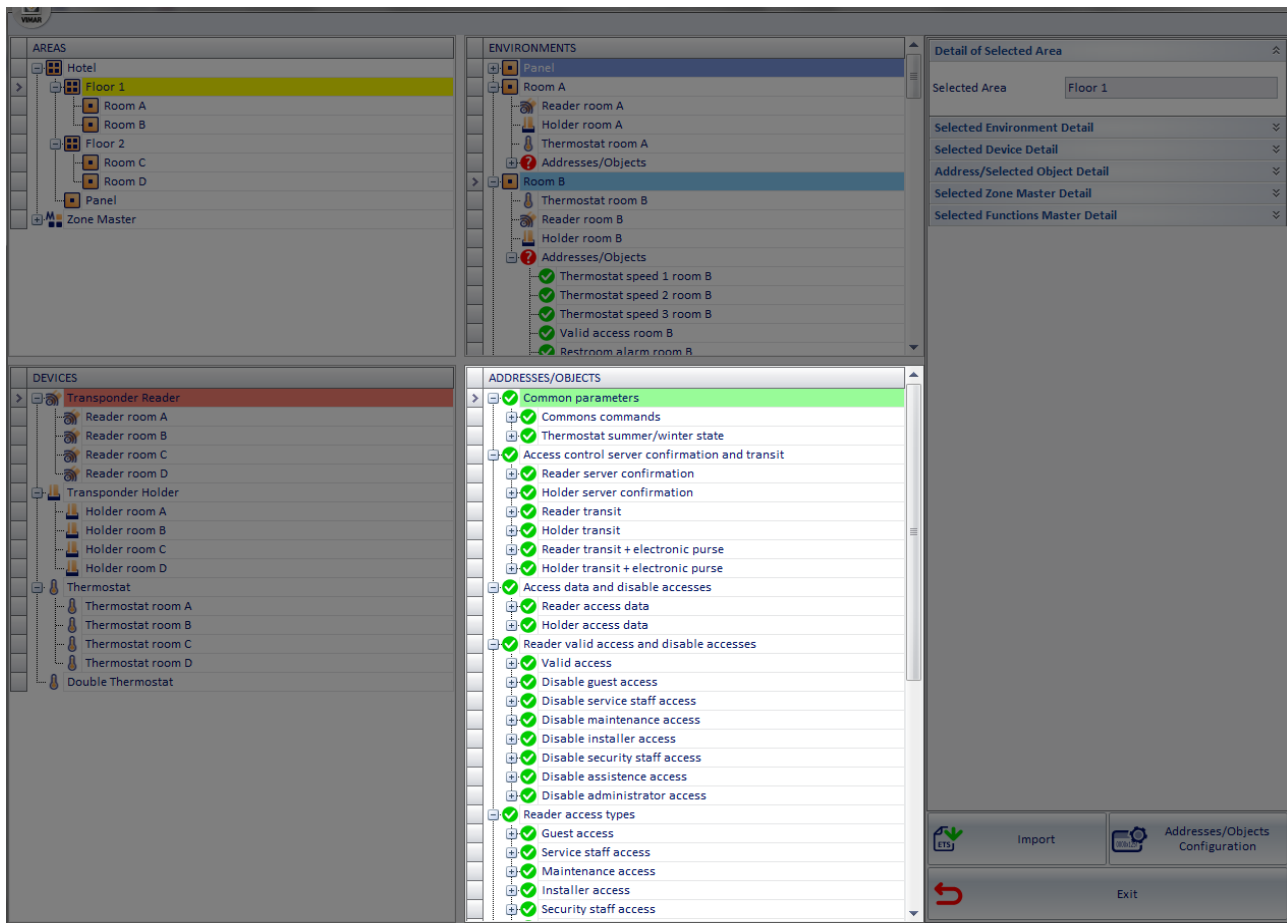 VIMAR
AREAS
Hotel
Floor 1
Room A
Room B
Floor 2
Room C
Room D
Panel
Zone Master
ENVIRONMENTS
Panel
Room A
Reader room A
Holder room A
Thermostat room A
Addresses/Objects
Room B
Thermostat room B
Reader room B
Holder room B
Addresses/Objects
Thermostat speed 1 room B
Thermostat speed 2 room B
Thermostat speed 3 room B
Valid access room B
Restroom alarm room B
Detail of Selected Area
Selected Area Floor 1
Selected Environment Detail
Selected Device Detail
Address/Selected Object Detail
Selected Zone Master Detail
Selected Functions Master Detail
DEVICES
Transponder Reader
Reader room A
Reader room B
Reader room C
Reader room D
Transponder Holder
Holder room A
Holder room B
Holder room C
Holder room D
Thermostat
Thermostat room A
Thermostat room B
Thermostat room C
Thermostat room D
Double Thermostat
ADDRESSES/OBJECTS
Common parameters
Commons commands
Thermostat summer/winter state
Access control server confirmation and transit
Reader server confirmation
Holder server confirmation
Reader transit
Holder transit
Reader transit + electronic purse
Holder transit + electronic purse
Access data and disable accesses
Reader access data
Holder access data
Reader valid access and disable accesses
Valid access
Disable guest access
Disable service staff access
Disable maintenance access
Disable installer access
Disable security staff access
Disable assistence access
Disable administrator access
Reader access types
Guest access
Service staff access
Maintenance access
Installer access
Security staff access
ETS
Import
Addresses/Objects
Configuration
Exit